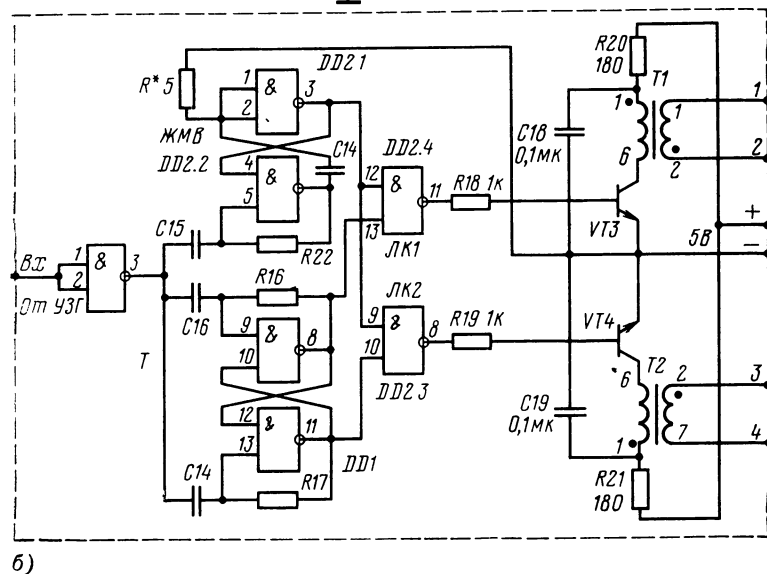 R20
180
T1
DD2 1
R* 5
1
2
&
3
ЖМВ
DD2.2
4
5
&
C14
C15
R22
DD2.4
12
13
&
11
R18 1к
ЛК1
C18
0,1мк
1
6
1
2
1
2
VT3
+
5В
−
Вх
От УЗГ
1
2
&
3
T
C16
R16
9
10
&
8
12
13
&
11
DD1
C14
R17
ЛК2
9
10
&
8
R19 1к
DD2 3
VT4
C19
0,1мк
T2
6
1
2
7
3
4
R21
180
б)